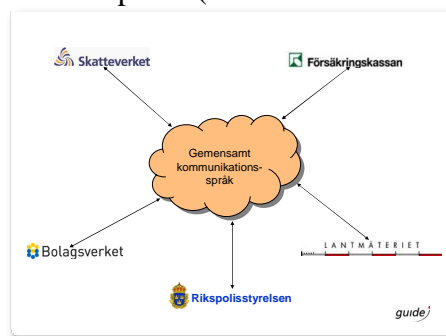 Skatteverket
Försäkringskassan
Gemensamt
kommunikations-
språk
Bolagsverket
LANTMÄTERIET
Rikspolisstyrelsen
guide